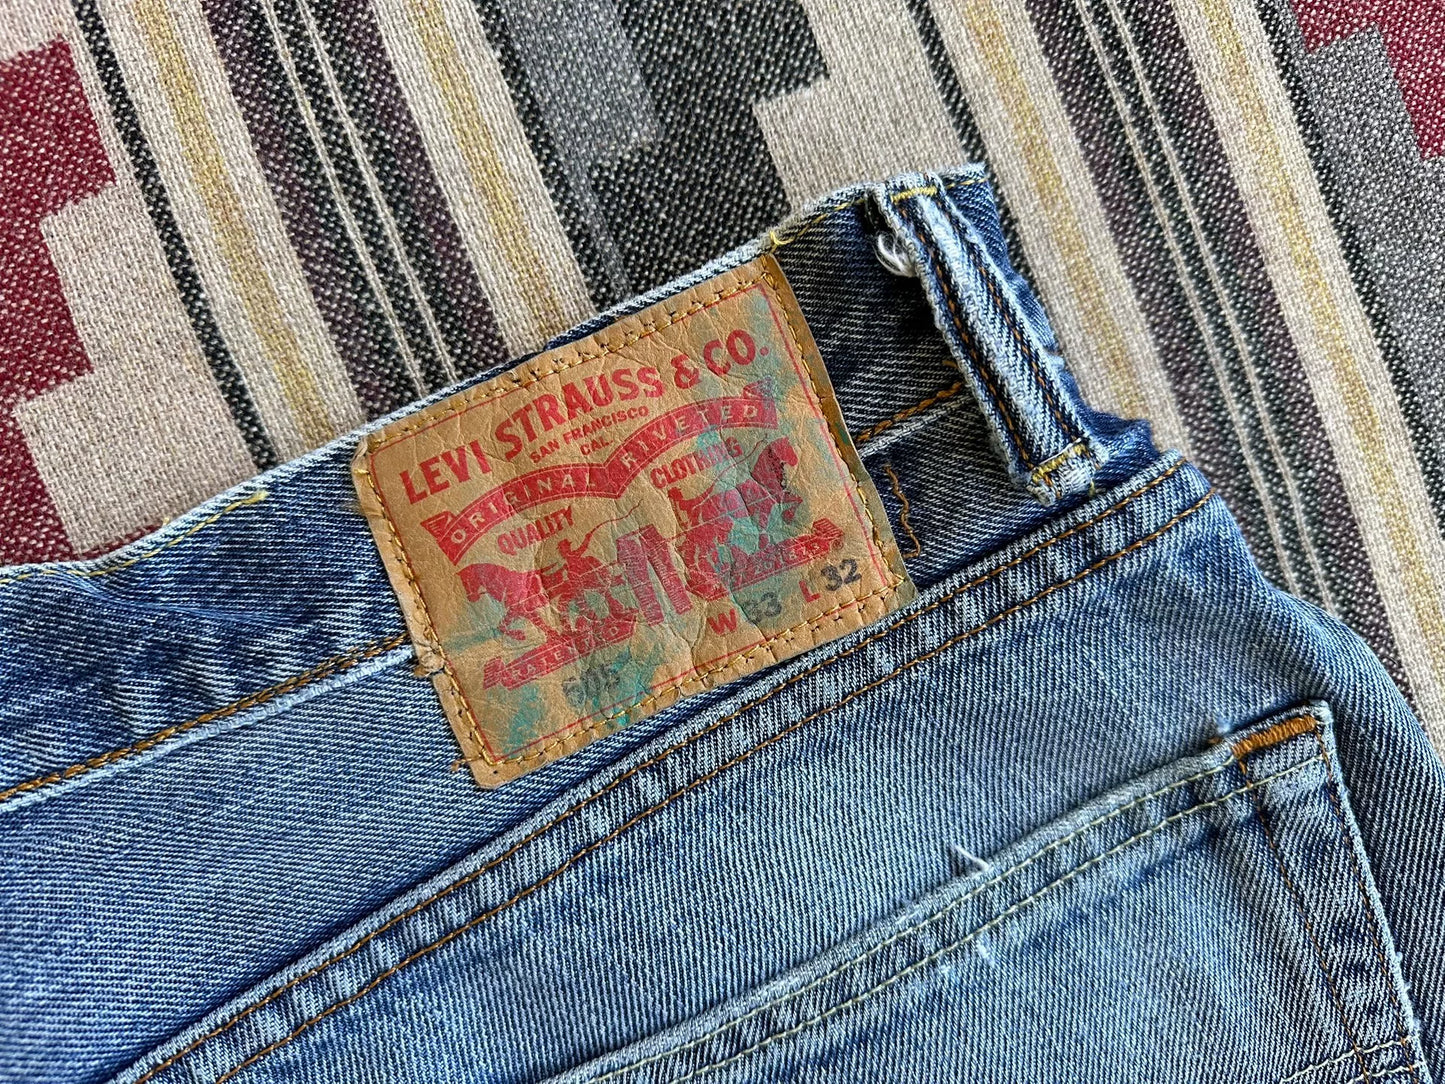 LEVI STRAUSS & CO.
SAN FRANCISCO
CAL.
ORIGINAL RIVETED
QUALITY CLOTHING
W 33 L 32